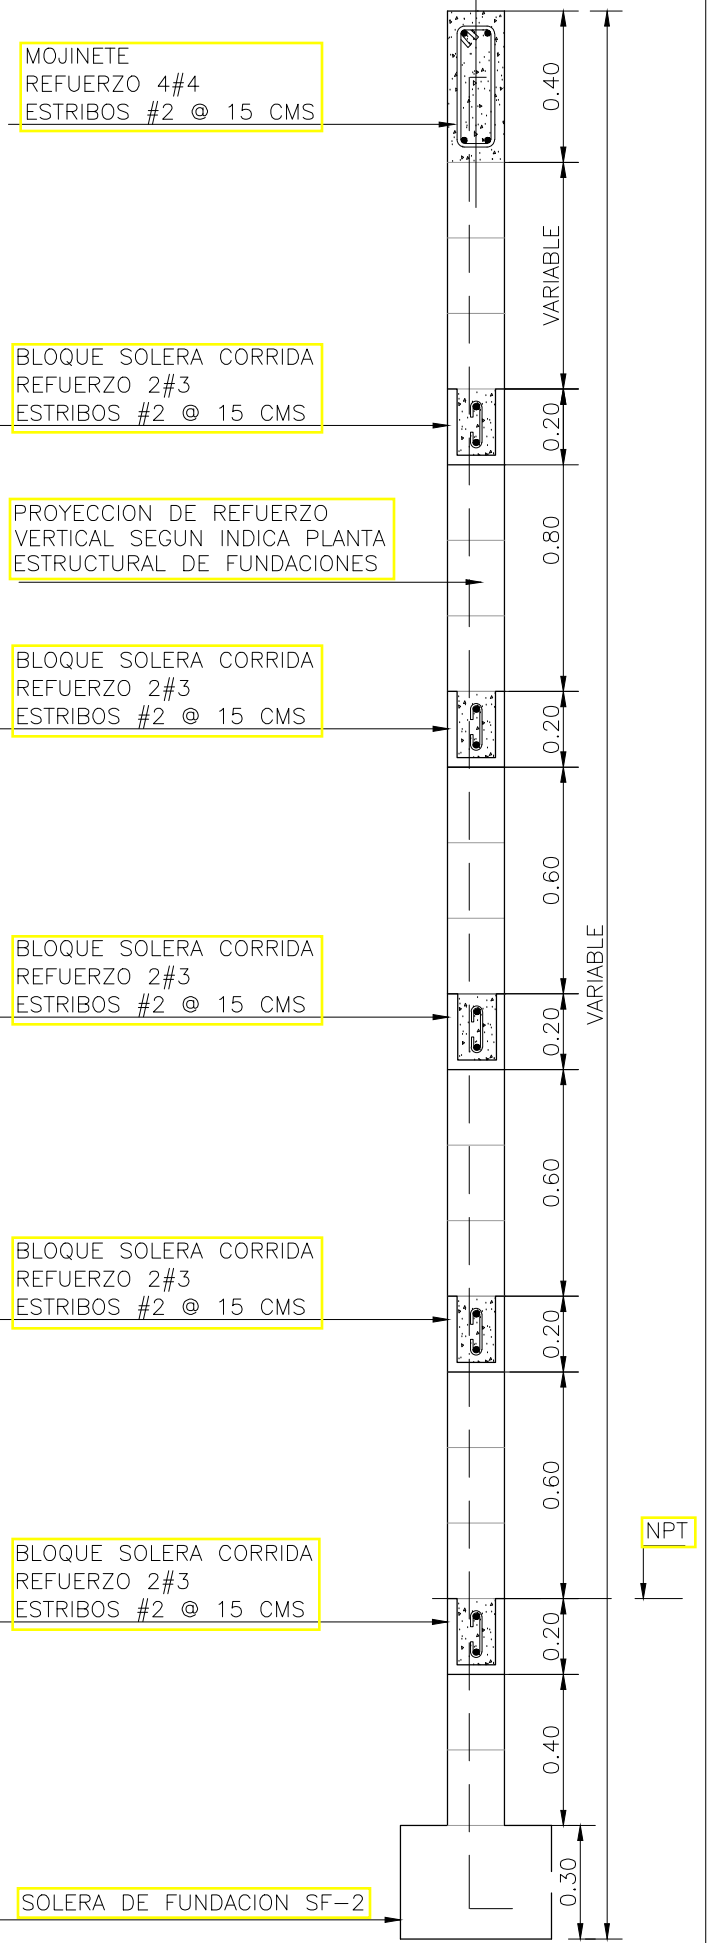 MOJINETE
REFUERZO 4#4
ESTRIBOS #2 @ 15 CMS
0.40
VARIABLE
BLOQUE SOLERA CORRIDA
REFUERZO 2#3
ESTRIBOS #2 @ 15 CMS
0.20
PROYECCION DE REFUERZO
VERTICAL SEGUN INDICA PLANTA
ESTRUCTURAL DE FUNDACIONES
0.80
BLOQUE SOLERA CORRIDA
REFUERZO 2#3
ESTRIBOS #2 @ 15 CMS
0.20
0.60
VARIABLE
BLOQUE SOLERA CORRIDA
REFUERZO 2#3
ESTRIBOS #2 @ 15 CMS
0.20
0.60
BLOQUE SOLERA CORRIDA
REFUERZO 2#3
ESTRIBOS #2 @ 15 CMS
0.20
0.60
NPT
BLOQUE SOLERA CORRIDA
REFUERZO 2#3
ESTRIBOS #2 @ 15 CMS
0.20
0.40
0.30
SOLERA DE FUNDACION SF-2